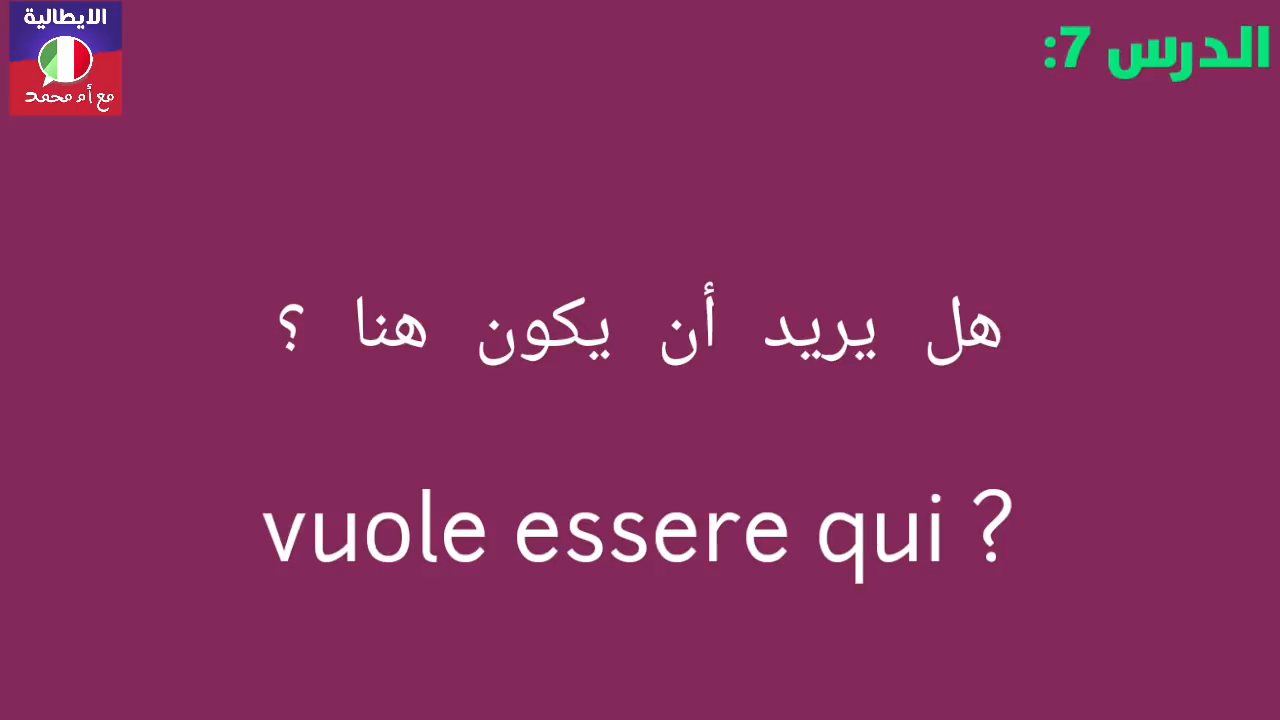 الدرس 7:
الايطالية
مع أم محمد
هل يريد أن يكون هنا ؟
vuole essere qui ?